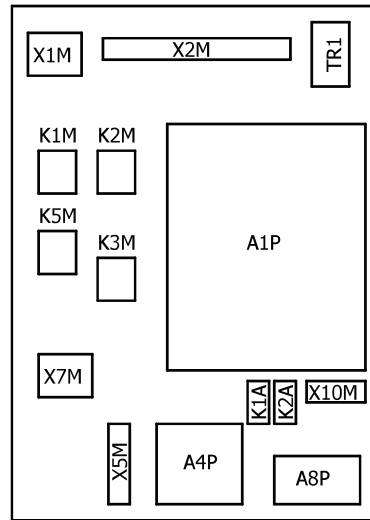 X1M
X2M
TR1
K1M
K2M
K5M
K3M
A1P
X7M
K1A
K2A
X10M
X5M
A4P
A8P